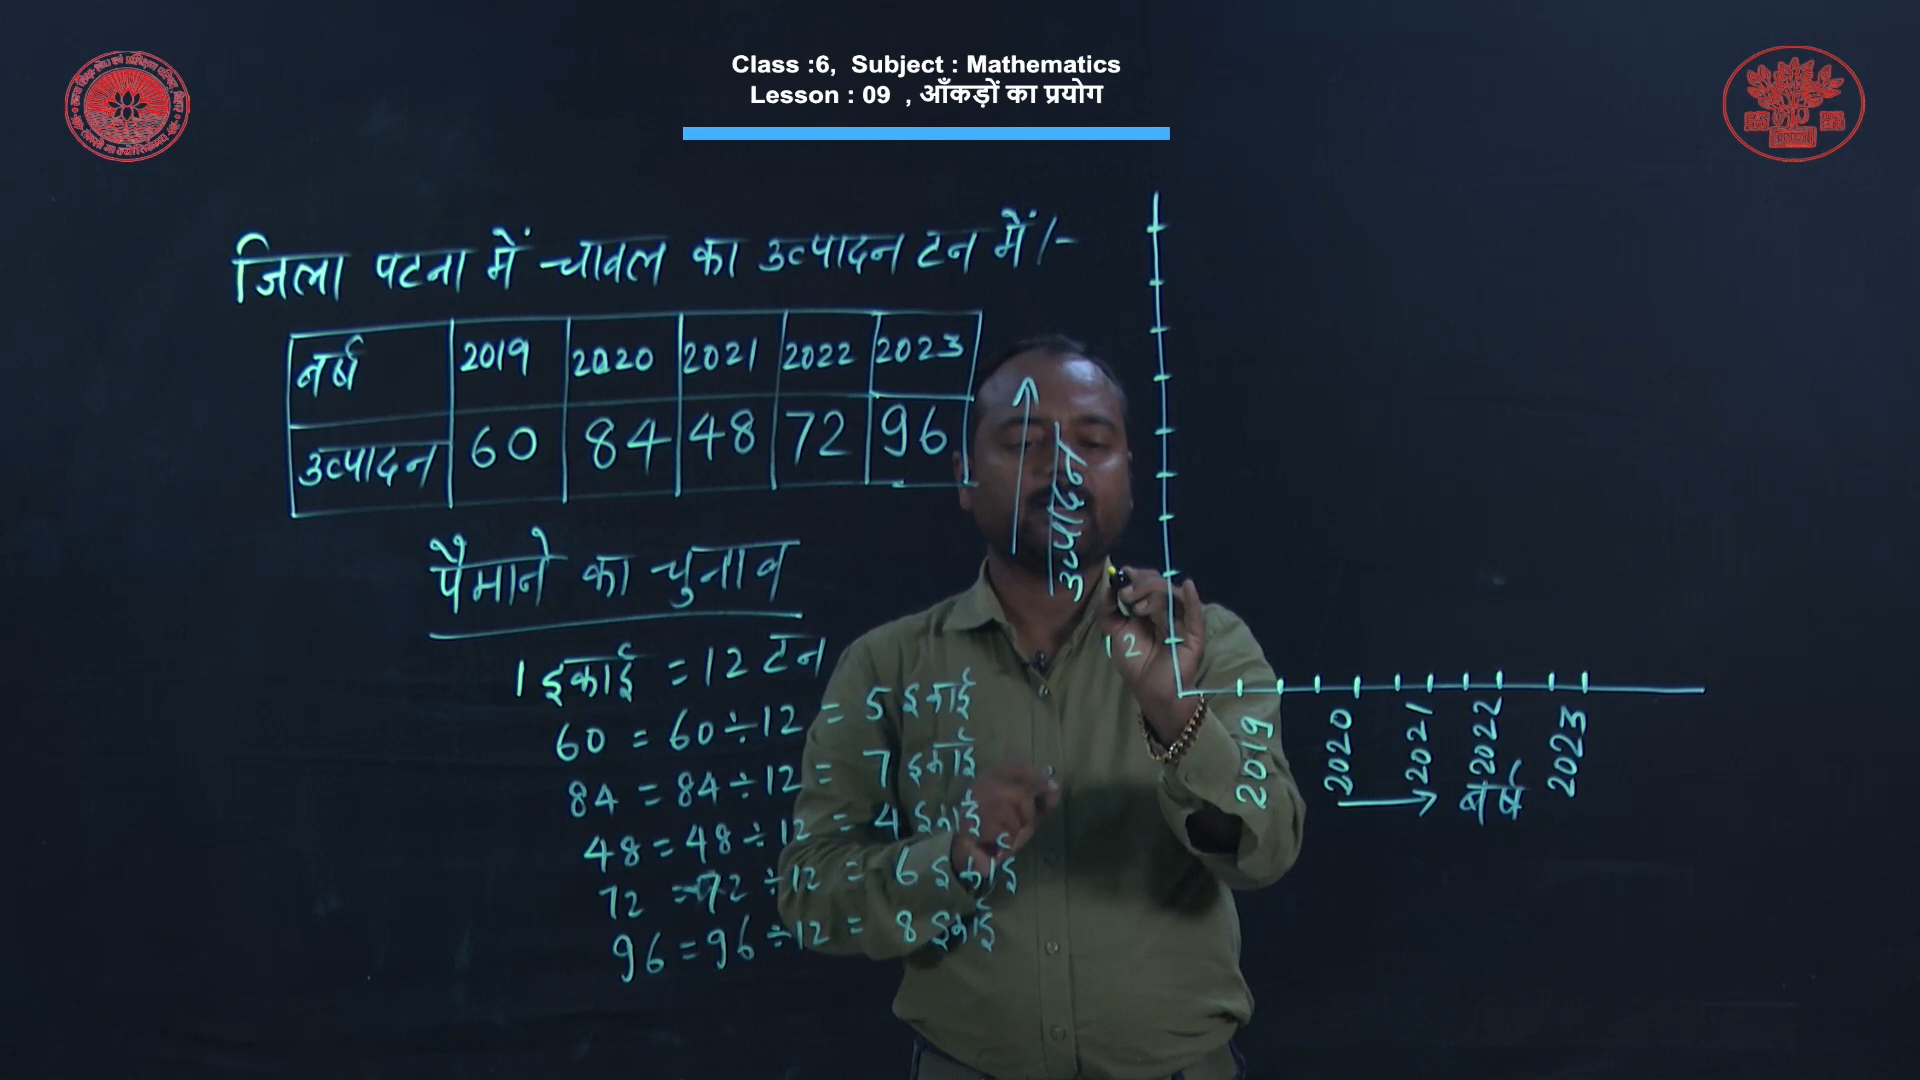 Class :6, Subject : Mathematics
Lesson : 09 , आँकड़ों का प्रयोग
जिला पटना में चावल का उत्पादन टन में :-
बर्ष 2019 2020 2021 2022 2023
उत्पादन 60 84 48 72 96
पैमाने का चुनाव
1 इकाई = 12 टन
60 = 60 ÷ 12 = 5 इकाई
84 = 84 ÷ 12 = 7 इकाई
48 = 48 ÷ 12 = 4 इकाई
72 = 72 ÷ 12 = 6 इकाई
96 = 96 ÷ 12 = 8 इकाई
उत्पादन
12
2019 2020 2021 2022 2023
बर्ष